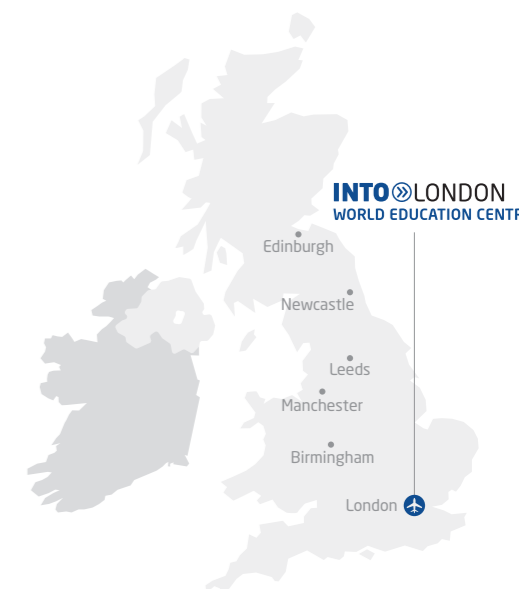 INTO LONDON
WORLD EDUCATION CENTR
Edinburgh
Newcastle
Leeds
Manchester
Birmingham
London